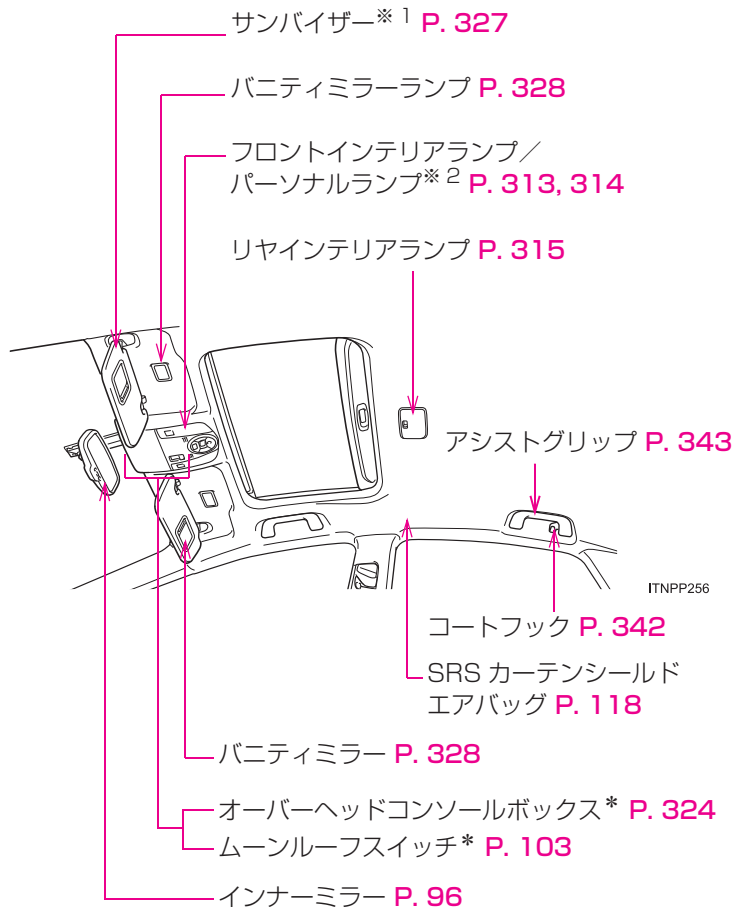 サンバイザー※1 P. 327
バニティミラーランプ P. 328
フロントインテリアランプ／
パーソナルランプ※2 P. 313, 314
リヤインテリアランプ P. 315
アシストグリップ P. 343
ITNPP256
コートフック P. 342
SRS カーテンシールド
エアバッグ P. 118
バニティミラー P. 328
オーバーヘッドコンソールボックス* P. 324
ムーンルーフスイッチ* P. 103
インナーミラー P. 96